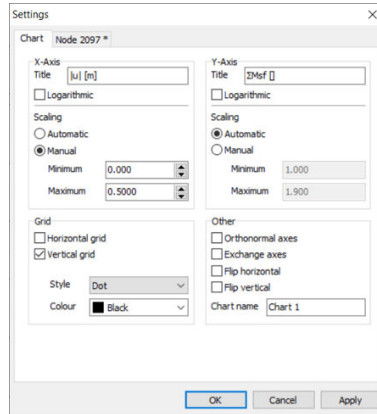 Settings
Chart Node 2097 *
X-Axis
Title |u| [m]
Logarithmic
Scaling
Automatic
Manual
Minimum 0.000
Maximum 0.5000
Y-Axis
Title ΣMsf []
Logarithmic
Scaling
Automatic
Manual
Minimum 1.000
Maximum 1.900
Grid
Horizontal grid
Vertical grid
Style Dot
Colour Black
Other
Orthonormal axes
Exchange axes
Flip horizontal
Flip vertical
Chart name Chart 1
OK Cancel Apply